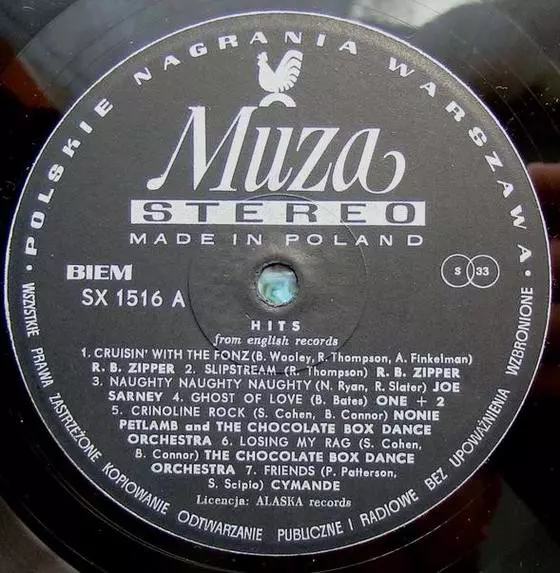 POLSKIE NAGRANIA WARSZAWA
Muza
STEREO
MADE IN POLAND
BIEM
S 33
SX 1516 A
HITS
from english records
1. CRUISIN' WITH THE FONZ (B. Wooley, R. Thompson, A. Finkelman)
R. B. ZIPPER 2. SLIPSTREAM (R. Thompson) R. B. ZIPPER
3. NAUGHTY NAUGHTY NAUGHTY (N. Ryan, R. Slater) JOE
SARNEY 4. GHOST OF LOVE (B. Bates) ONE + 2
5. CRINOLINE ROCK (S. Cohen, B. Connor) NONIE
PETLAMB and THE CHOCOLATE BOX DANCE
ORCHESTRA 6. LOSING MY RAG (S. Cohen,
B. Connor) THE CHOCOLATE BOX DANCE
ORCHESTRA 7. FRIENDS (P. Patterson,
S. Scipio) CYMANDE
Licencja: ALASKA records
WSZYSTKIE PRAWA ZASTRZEŻONE KOPIOWANIE ODTWARZANIE PUBLICZNE I RADIOWE BEZ UPOWAŻNIENIA WZBRONIONE